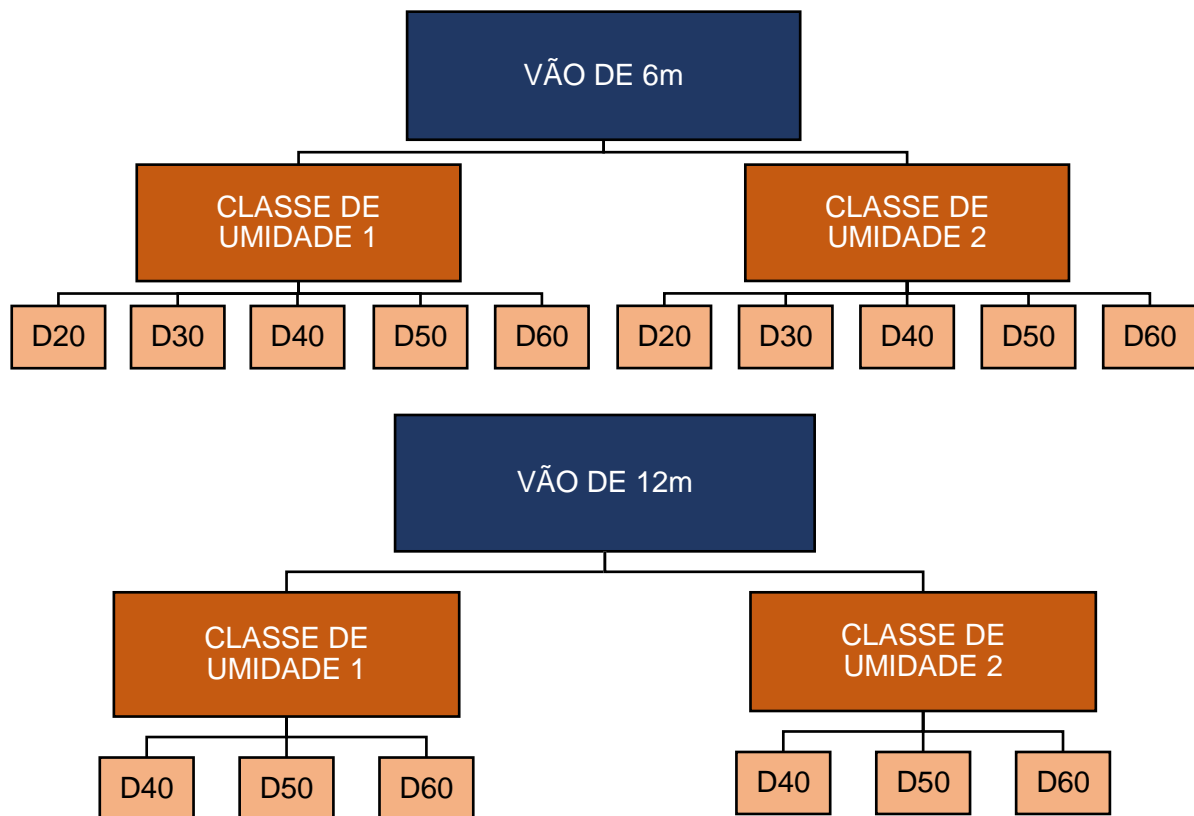 VÃO DE 6m
CLASSE DE
UMIDADE 1
CLASSE DE
UMIDADE 2
D20
D30
D40
D50
D60
D20
D30
D40
D50
D60
VÃO DE 12m
CLASSE DE
UMIDADE 1
CLASSE DE
UMIDADE 2
D40
D50
D60
D40
D50
D60